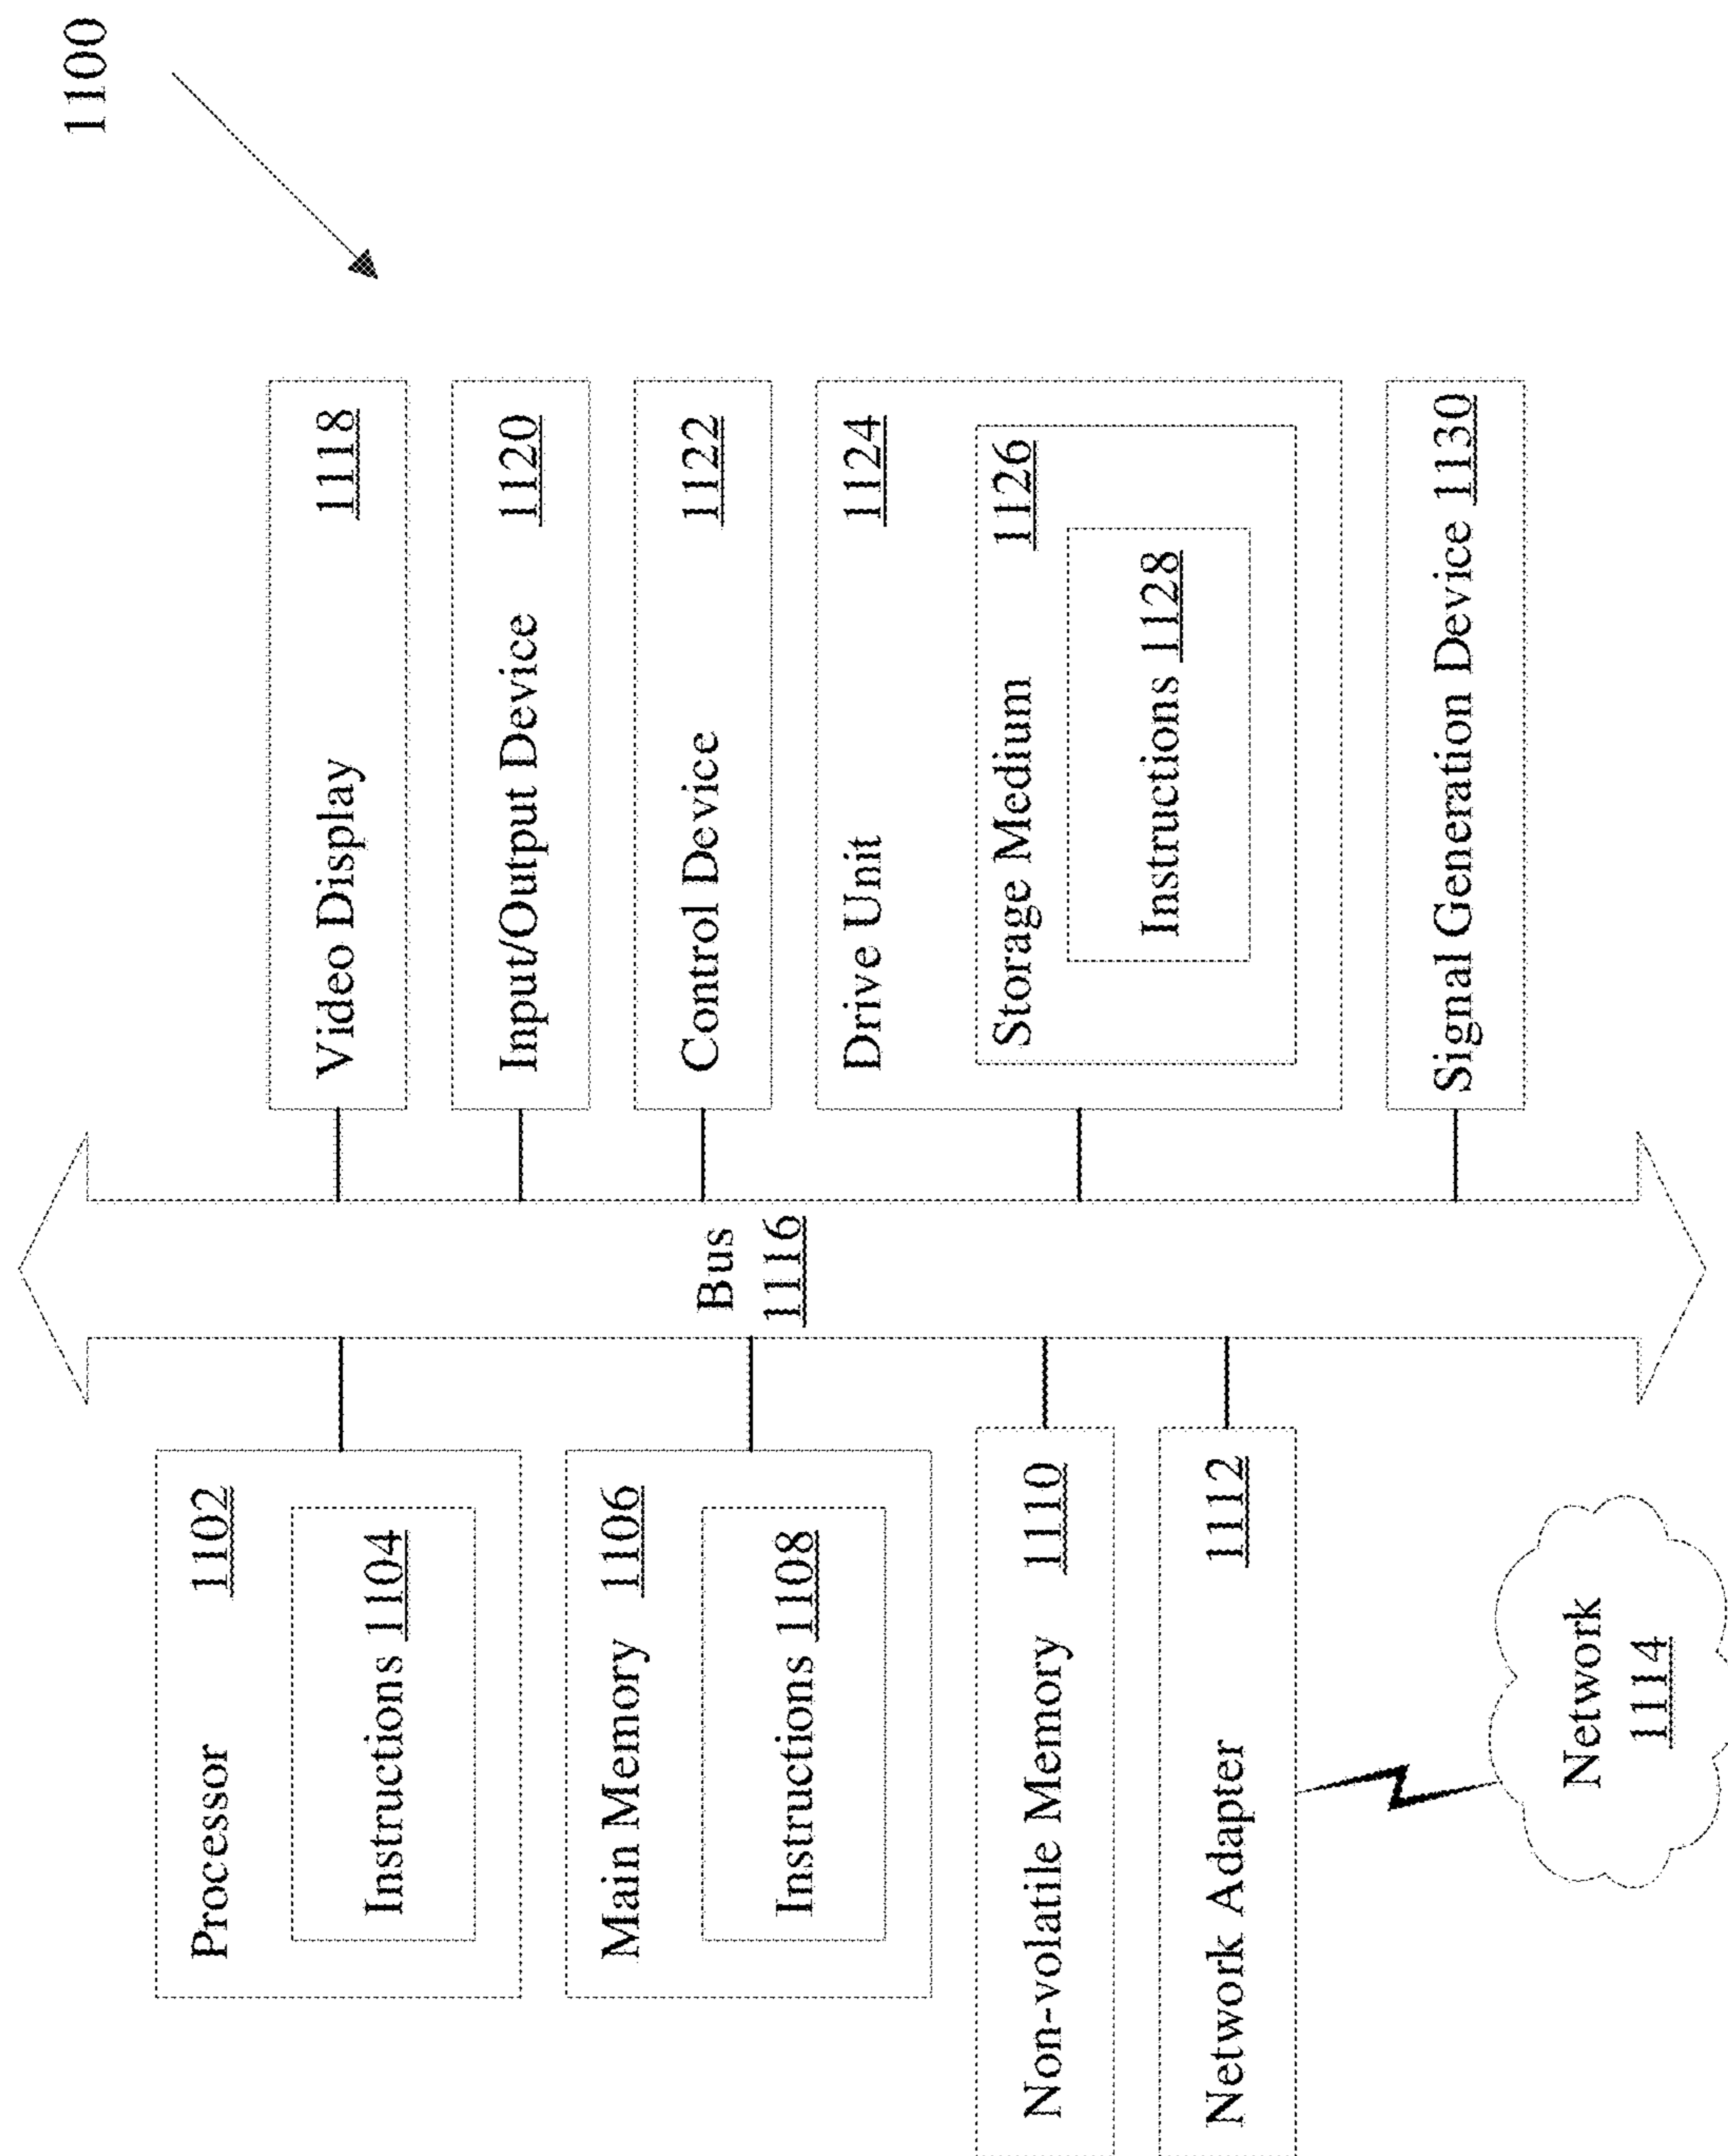 1100
Processor 1102
Instructions 1104
Main Memory 1106
Instructions 1108
Non-volatile Memory 1110
Network Adapter 1112
Network
1114
Bus
1116
Video Display 1118
Input/Output Device 1120
Control Device 1122
Drive Unit 1124
Storage Medium 1126
Instructions 1128
Signal Generation Device 1130